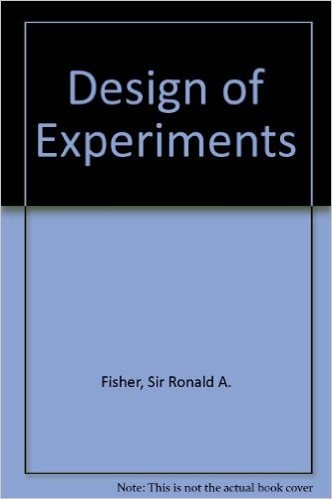 Design of
Experiments
Fisher, Sir Ronald A.
Note: This is not the actual book cover